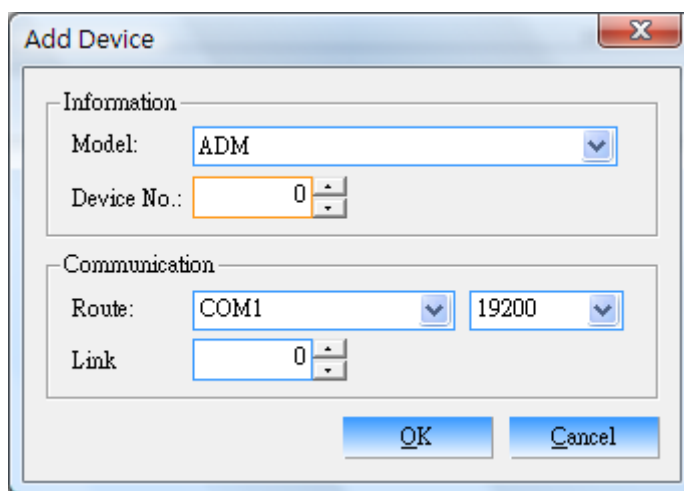 Add Device
Information
Model: ADM
Device No.: 0
Communication
Route: COM1 19200
Link 0
OK Cancel